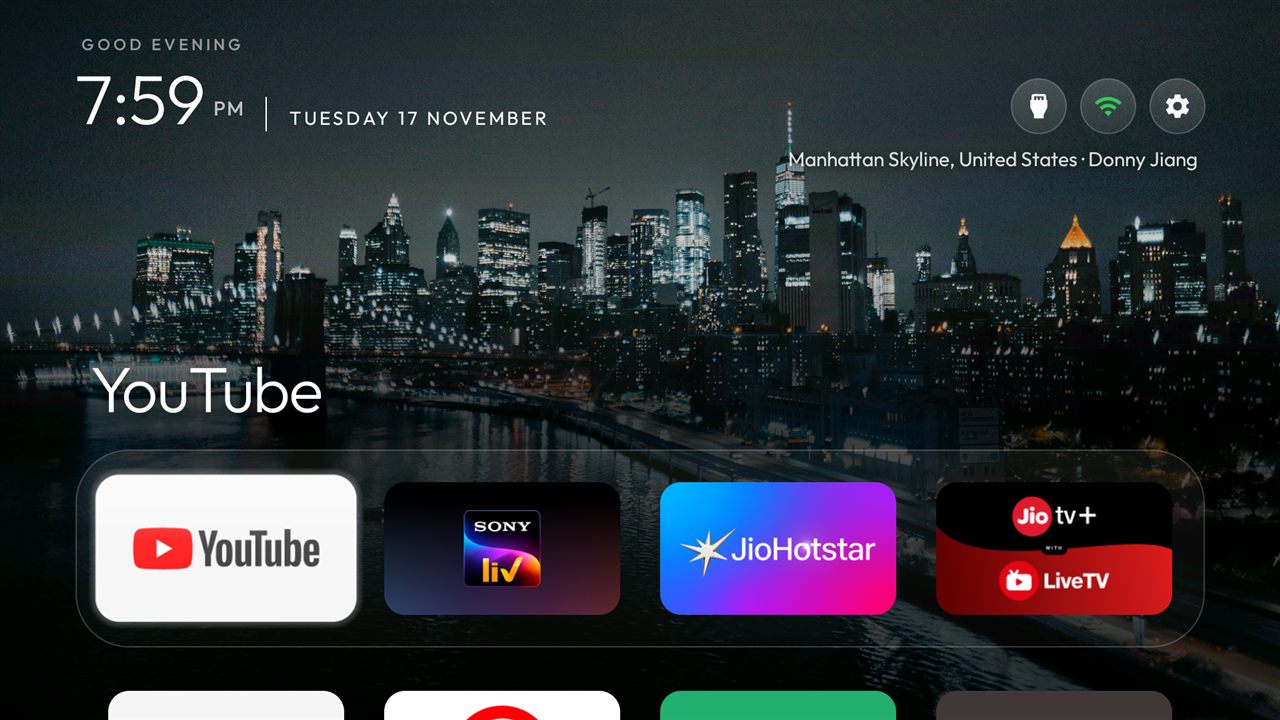 GOOD EVENING
7:59 PM
TUESDAY 17 NOVEMBER
Manhattan Skyline, United States · Donny Jiang
YouTube
YouTube
SONY
liv
JioHotstar
Jio tv+
WITH
LiveTV